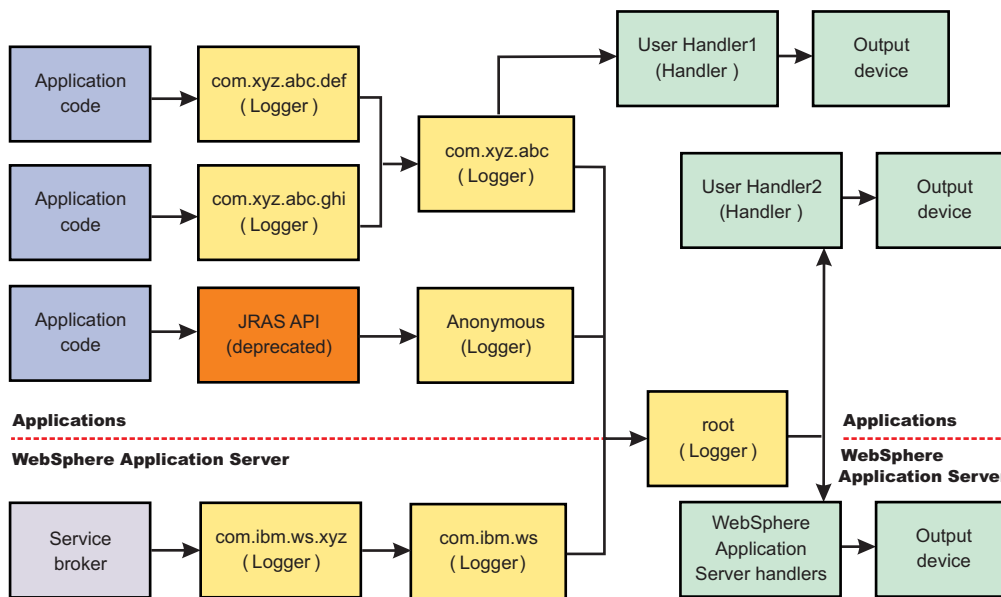 Application
code
com.xyz.abc.def
( Logger )
com.xyz.abc
( Logger )
User Handler1
(Handler )
Output
device
Application
code
com.xyz.abc.ghi
( Logger )
User Handler2
(Handler )
Output
device
Application
code
JRAS API
(deprecated)
Anonymous
(Logger)
Applications
WebSphere Application Server
root
( Logger )
Applications
WebSphere
Application Server
Service
broker
com.ibm.ws.xyz
( Logger )
com.ibm.ws
( Logger )
WebSphere
Application
Server handlers
Output
device